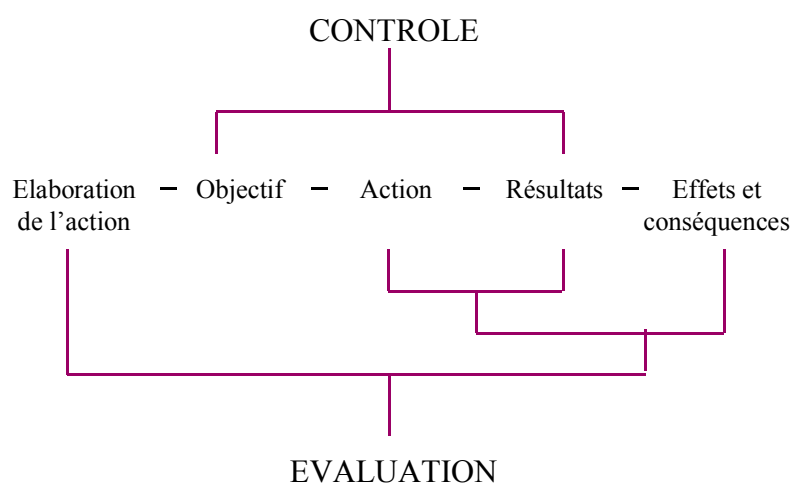 CONTROLE
Elaboration – Objectif – Action – Résultats – Effets et
de l’action conséquences
EVALUATION